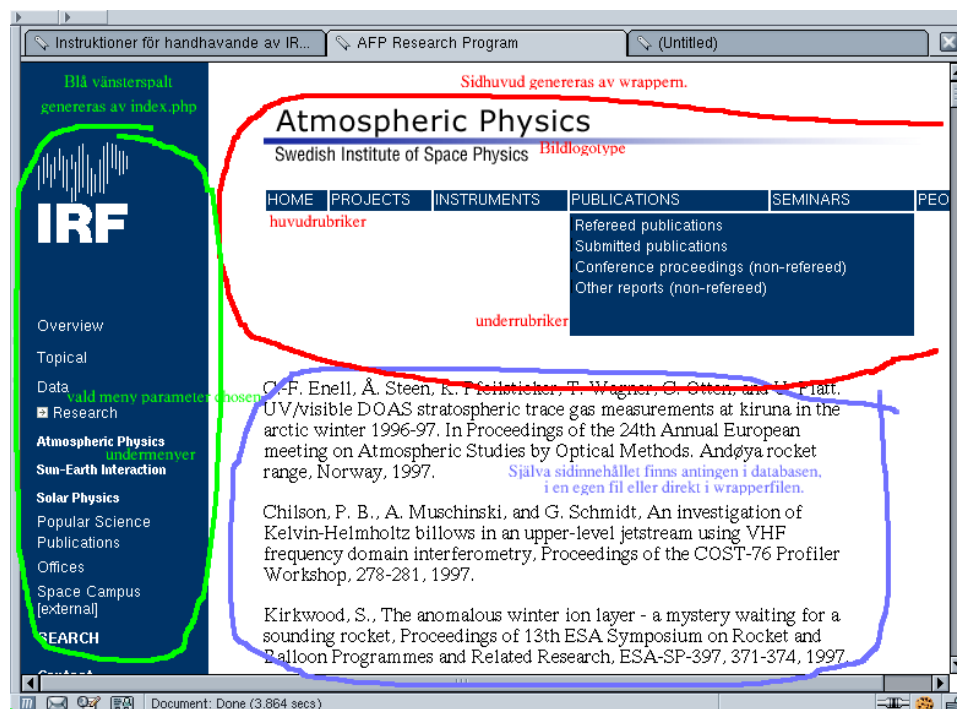 Instruktioner för handhavande av IR...
AFP Research Program
(Untitled)
Blå vänsterspalt
genereras av index.php
IRF
Overview
Topical
Data
vald meny parameter chosen
Research
Atmospheric Physics
undermenyer
Sun-Earth Interaction
Solar Physics
Popular Science
Publications
Offices
Space Campus
[external]
SEARCH
Contact
Sidhuvud genereras av wrappern.
Atmospheric Physics
Swedish Institute of Space Physics
Bildlogotype
HOME PROJECTS INSTRUMENTS PUBLICATIONS SEMINARS PEO
huvudrubriker
Refereed publications
Submitted publications
Conference proceedings (non-refereed)
Other reports (non-refereed)
underrubriker
C.-F. Enell, Å. Steen, K. Pfeilsticker, T. Wagner, C. Otten, and U. Platt.
UV/visible DOAS stratospheric trace gas measurements at kiruna in the
arctic winter 1996-97. In Proceedings of the 24th Annual European
meeting on Atmospheric Studies by Optical Methods. Andøya rocket
range, Norway, 1997.
Själva sidinnehållet finns antingen i databasen,
i en egen fil eller direkt i wrapperfilen.
Chilson, P. B., A. Muschinski, and G. Schmidt, An investigation of
Kelvin-Helmholtz billows in an upper-level jetstream using VHF
frequency domain interferometry, Proceedings of the COST-76 Profiler
Workshop, 278-281, 1997.
Kirkwood, S., The anomalous winter ion layer - a mystery waiting for a
sounding rocket, Proceedings of 13th ESA Symposium on Rocket and
Balloon Programmes and Related Research, ESA-SP-397, 371-374, 1997
Document: Done (3.864 secs)